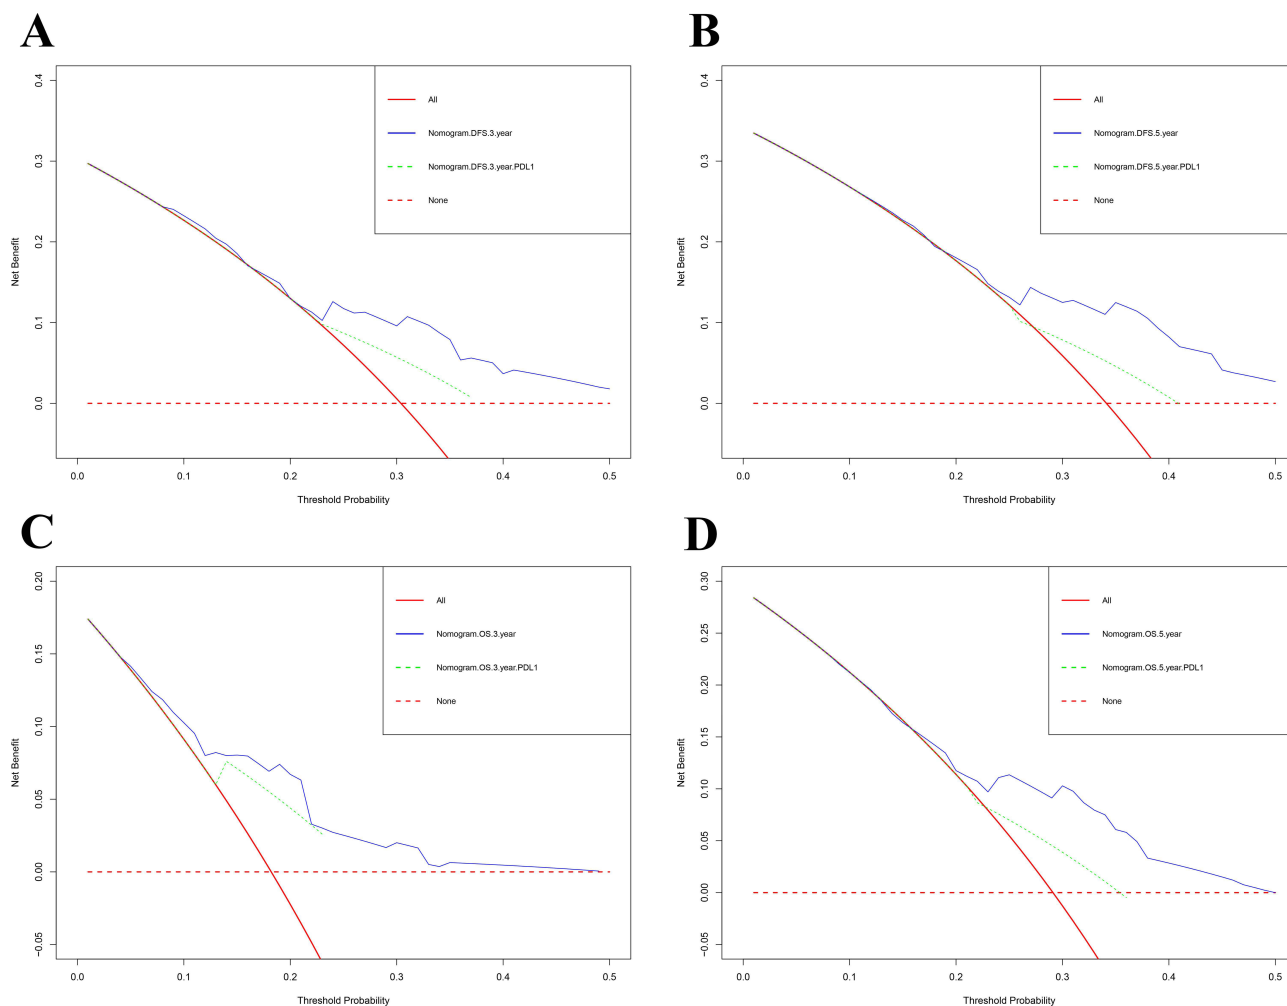 A
0.4
0.3
0.2
0.1
0.0
Net Benefit
All
Nomogram.DFS.3.year
Nomogram.DFS.3.year.PDL1
None
0.0 0.1 0.2 0.3 0.4 0.5
Threshold Probability
B
0.4
0.3
0.2
0.1
0.0
Net Benefit
All
Nomogram.DFS.5.year
Nomogram.DFS.5.year.PDL1
None
0.0 0.1 0.2 0.3 0.4 0.5
Threshold Probability
C
0.20
0.15
0.10
0.05
0.00
−0.05
Net Benefit
All
Nomogram.OS.3.year
Nomogram.OS.3.year.PDL1
None
0.0 0.1 0.2 0.3 0.4 0.5
Threshold Probability
D
0.30
0.25
0.20
0.15
0.10
0.05
0.00
−0.05
Net Benefit
All
Nomogram.OS.5.year
Nomogram.OS.5.year.PDL1
None
0.0 0.1 0.2 0.3 0.4 0.5
Threshold Probability